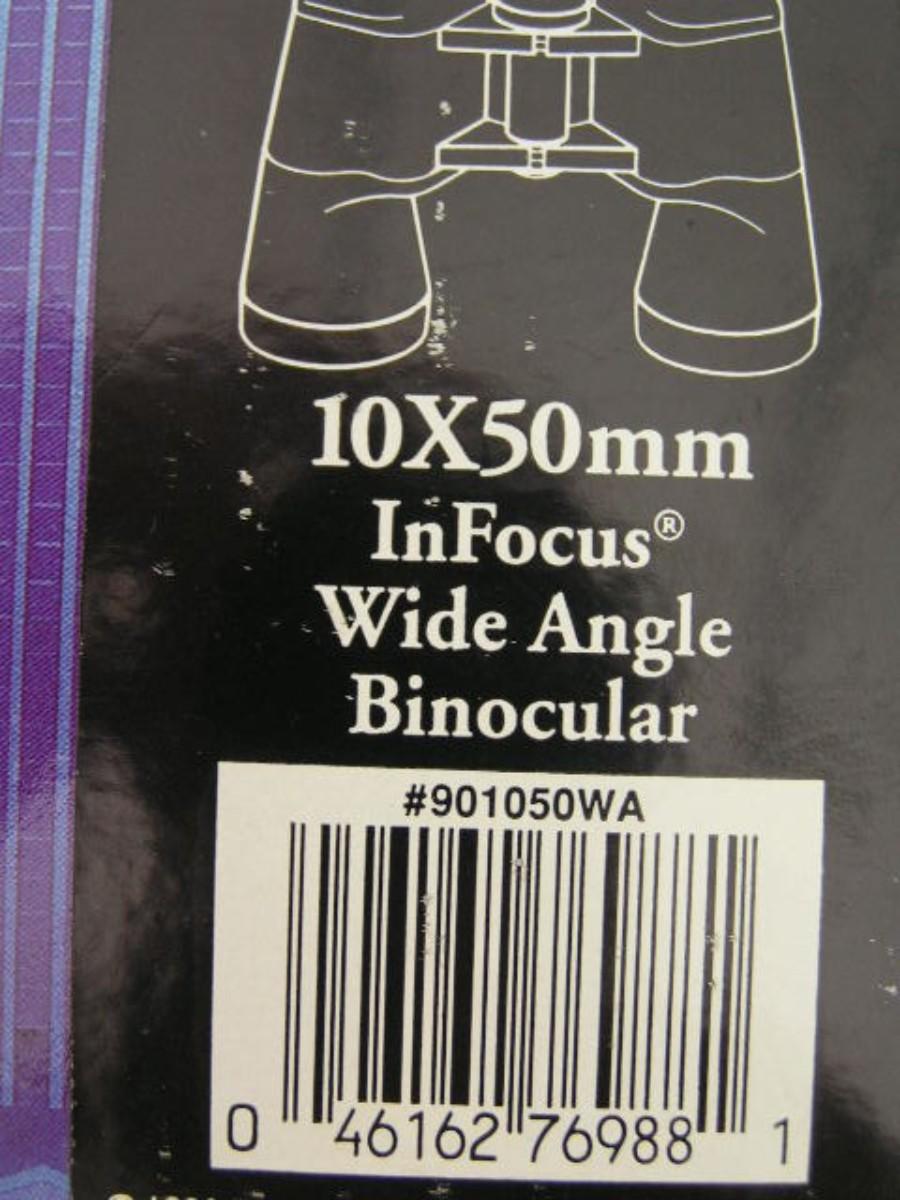 10X50mm
InFocus®
Wide Angle
Binocular
#901050WA
0 46162 76988 1